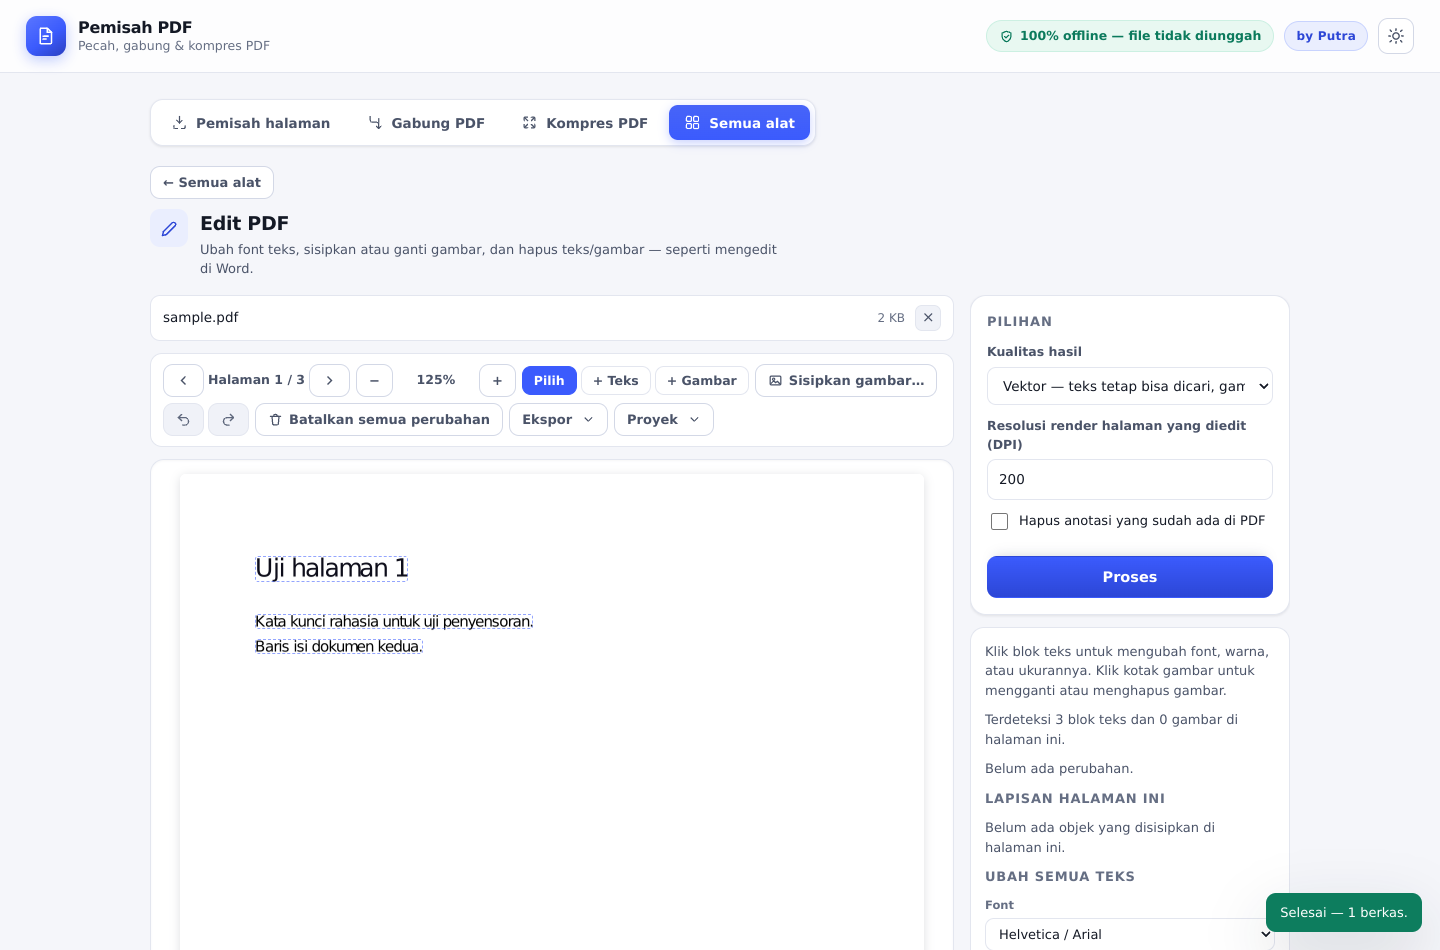 Pemisah PDF
Pecah, gabung & kompres PDF
100% offline — file tidak diunggah
by Putra
Pemisah halaman
Gabung PDF
Kompres PDF
Semua alat
← Semua alat
Edit PDF
Ubah font teks, sisipkan atau ganti gambar, dan hapus teks/gambar — seperti mengedit
di Word.
sample.pdf
2 KB
Halaman 1 / 3
−
125%
+
Pilih
+ Teks
+ Gambar
Sisipkan gambar...
Batalkan semua perubahan
Ekspor
Proyek
Uji halaman 1
Kata kunci rahasia untuk uji penyensoran.
Baris isi dokumen kedua.
PILIHAN
Kualitas hasil
Vektor — teks tetap bisa dicari, gam
Resolusi render halaman yang diedit
(DPI)
200
Hapus anotasi yang sudah ada di PDF
Proses
Klik blok teks untuk mengubah font, warna,
atau ukurannya. Klik kotak gambar untuk
mengganti atau menghapus gambar.
Terdeteksi 3 blok teks dan 0 gambar di
halaman ini.
Belum ada perubahan.
LAPISAN HALAMAN INI
Belum ada objek yang disisipkan di
halaman ini.
UBAH SEMUA TEKS
Font
Helvetica / Arial
Selesai — 1 berkas.